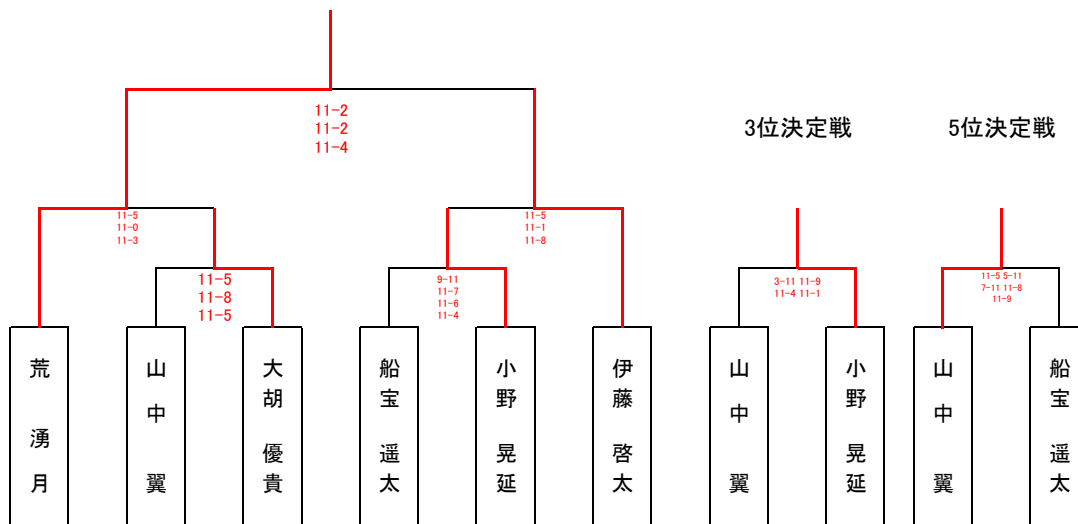 11-2
11-2
11-4
3位決定戦
5位決定戦
11-5
11-0
11-3
11-5
11-1
11-8
11-5
11-8
11-5
9-11
11-7
11-6
11-4
3-11 11-9
11-4 11-1
11-5 5-11
7-11 11-8
11-9
荒 湧月
山中 翼
大胡 優貴
船宝 遥太
小野 晃延
伊藤 啓太
山中 翼
小野 晃延
山中 翼
船宝 遥太